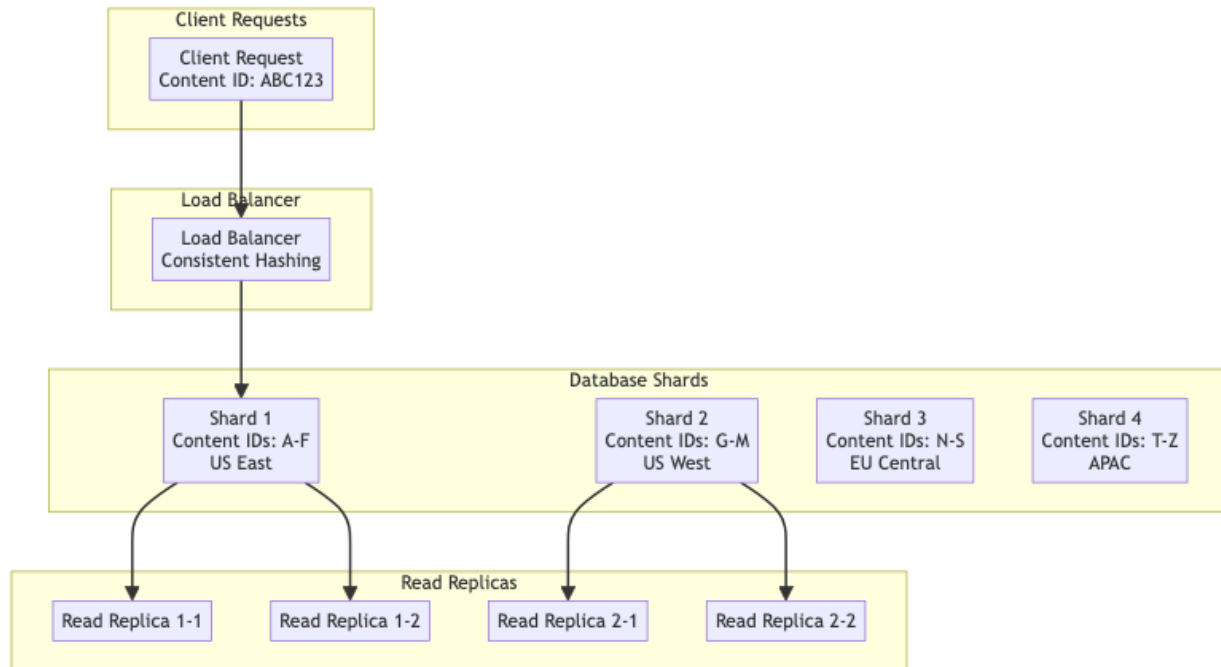 Client Requests
Client Request
Content ID: ABC123
Load Balancer
Load Balancer
Consistent Hashing
Database Shards
Shard 1
Content IDs: A-F
US East
Shard 2
Content IDs: G-M
US West
Shard 3
Content IDs: N-S
EU Central
Shard 4
Content IDs: T-Z
APAC
Read Replicas
Read Replica 1-1
Read Replica 1-2
Read Replica 2-1
Read Replica 2-2